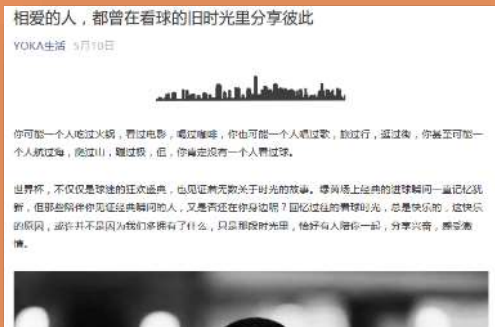 相爱的人，都曾在看球的旧时光里分享彼此
YOKA生活 5月10日
你可能一个人吃过火锅，看过电影，喝过咖啡，你也可能一个人唱过歌，旅过行，逛过街，你甚至可能一
个人航过海，爬过山，蹦过极，但，你肯定没有一个人看过球。
世界杯，不仅仅是球迷的狂欢盛典，也见证着无数关于时光的故事。绿茵场上经典的进球瞬间一直记忆犹
新，但那些陪伴你见证经典瞬间的人，又是否还在你身边呢？回忆过往的看球时光，总是快乐的，这快乐
的原因，或许并不是因为我们多拥有了什么，只是那段时光里，恰好有人陪你一起，分享兴奋，感受激
情。